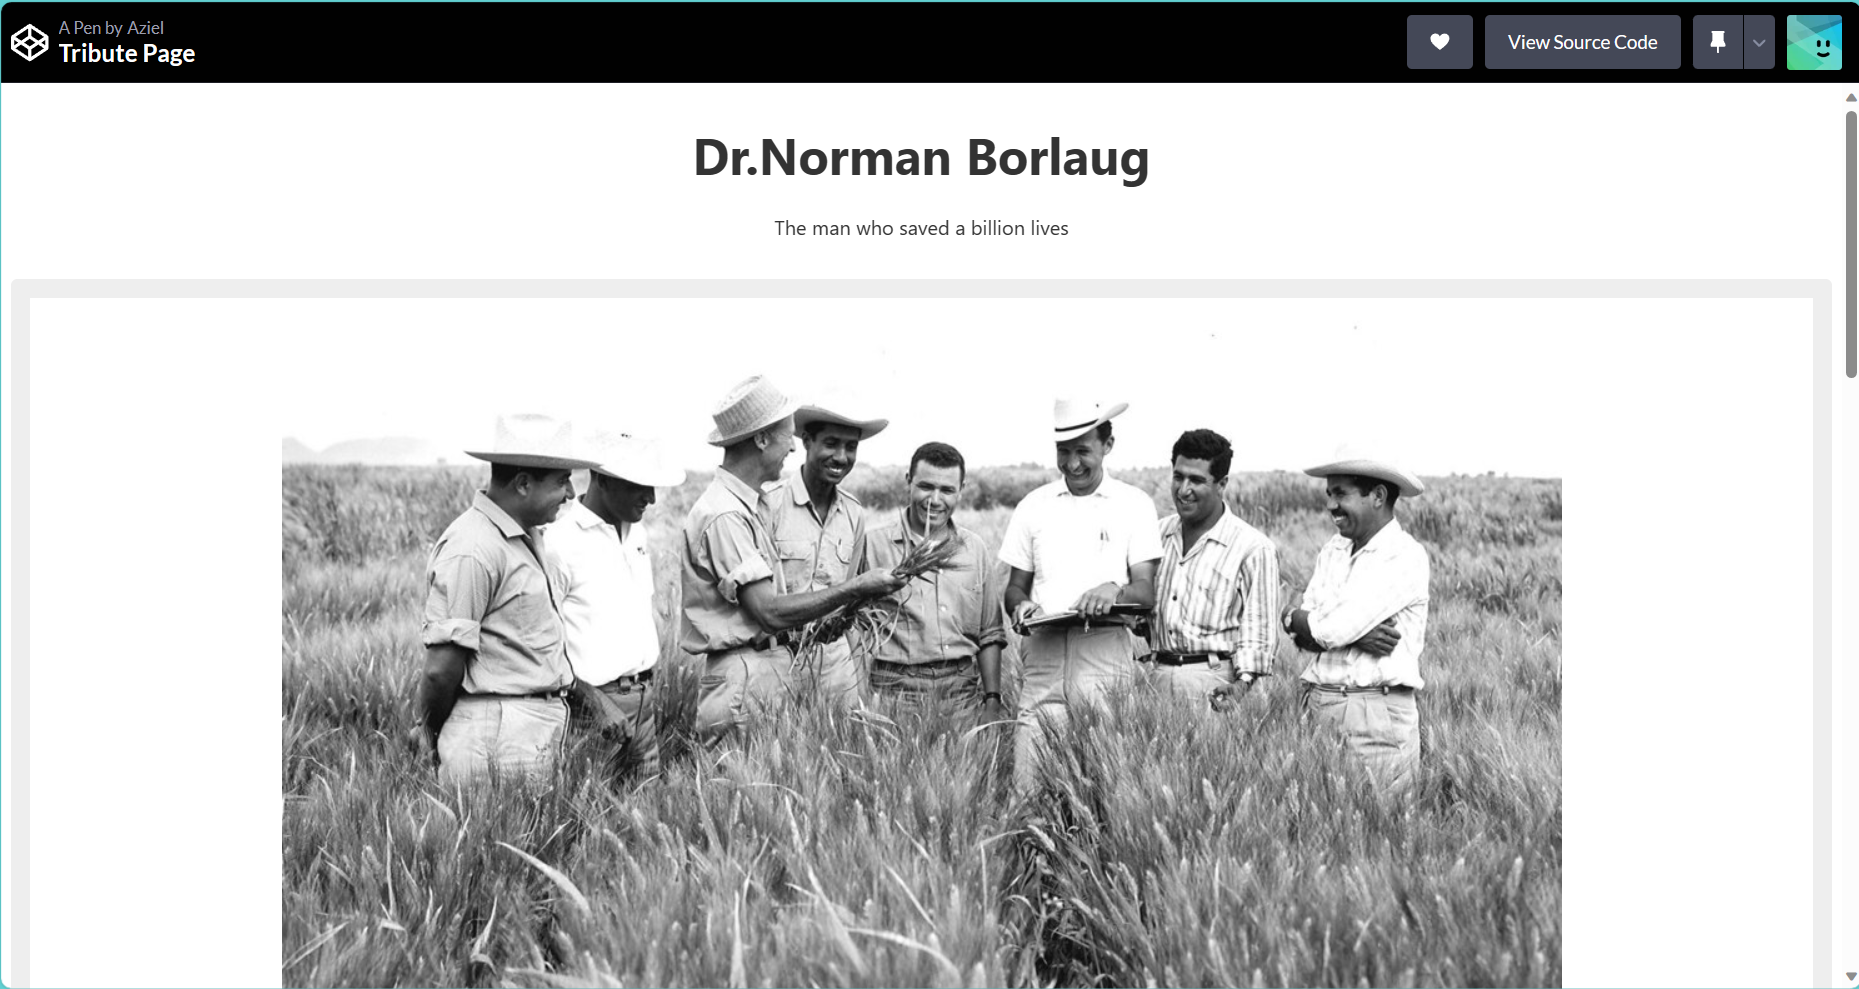 A Pen by Aziel
Tribute Page
View Source Code
Dr.Norman Borlaug
The man who saved a billion lives